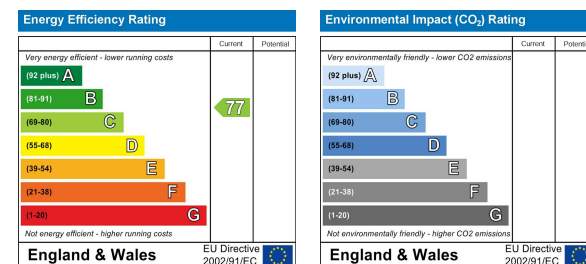 Energy Efficiency Rating
Current Potential
Very energy efficient - lower running costs
(92 plus) A
(81-91) B
(69-80) C
77
(55-68) D
(39-54) E
(21-38) F
(1-20) G
Not energy efficient - higher running costs
England & Wales
EU Directive
2002/91/EC
Environmental Impact (CO₂) Rating
Current Potential
Very environmentally friendly - lower CO2 emissions
(92 plus) A
(81-91) B
(69-80) C
(55-68) D
(39-54) E
(21-38) F
(1-20) G
Not environmentally friendly - higher CO2 emissions
England & Wales
EU Directive
2002/91/EC